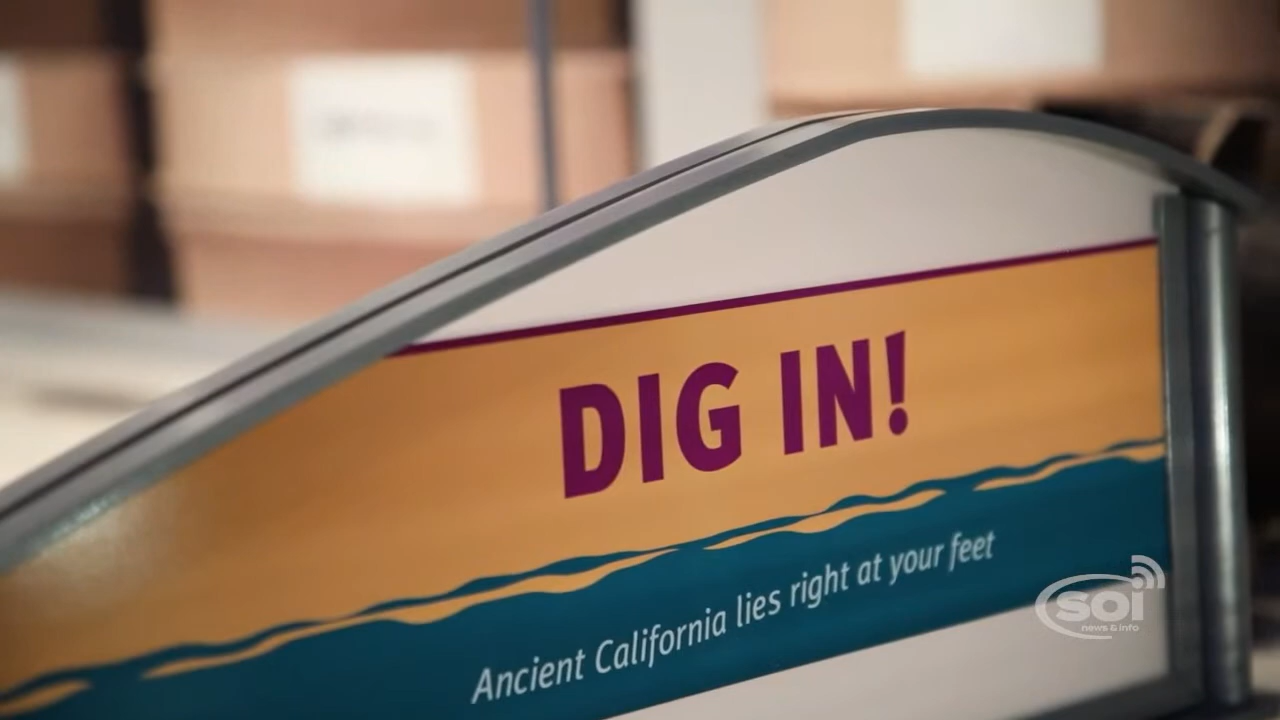 DIG IN!
Ancient California lies right at your feet
soi
news & info